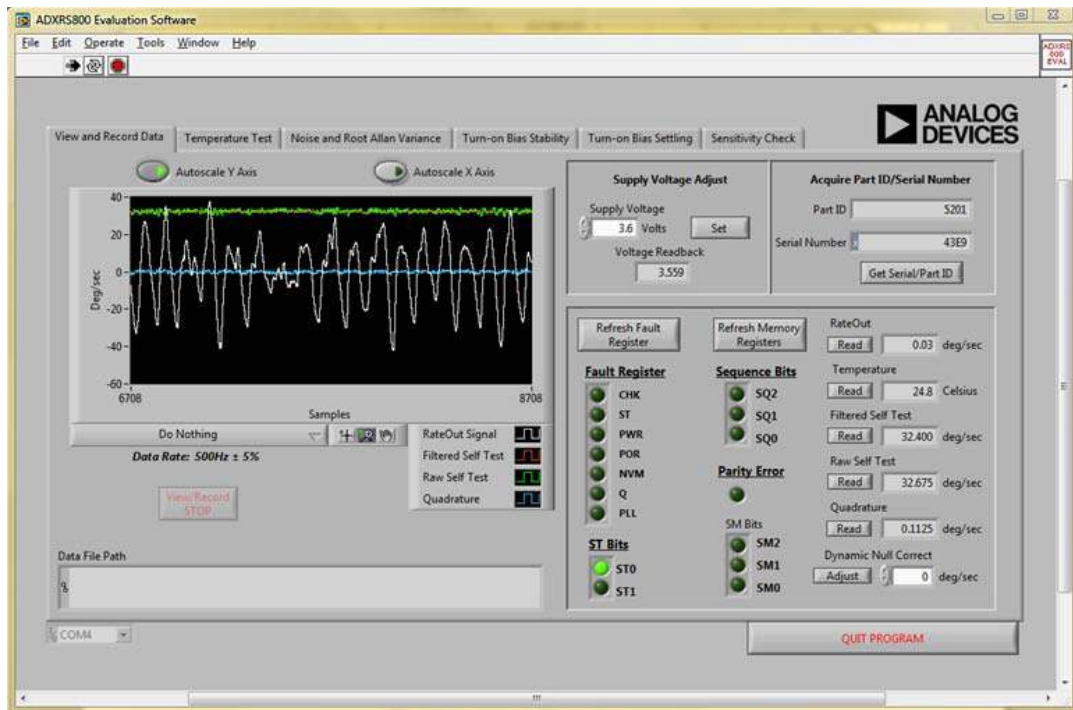 ADXRS800 Evaluation Software
File Edit Operate Tools Window Help
ADXRS
800
EVAL
ANALOG
DEVICES
View and Record Data Temperature Test Noise and Root Allan Variance Turn-on Bias Stability Turn-on Bias Settling Sensitivity Check
Autoscale Y Axis Autoscale X Axis
40
20
0
-20
-40
-60
Deg/sec
6708 8708
Samples
Do Nothing
Data Rate: 500Hz ± 5%
RateOut Signal
Filtered Self Test
Raw Self Test
Quadrature
View/Record
STOP
Data File Path
COM4
Supply Voltage Adjust
Supply Voltage
3.6 Volts Set
Voltage Readback
3.559
Acquire Part ID/Serial Number
Part ID 5201
Serial Number 43E9
Get Serial/Part ID
Refresh Fault
Register
Fault Register
CHK
ST
PWR
POR
NVM
Q
PLL
ST Bits
ST0
ST1
Refresh Memory
Registers
Sequence Bits
SQ2
SQ1
SQ0
Parity Error
SM Bits
SM2
SM1
SM0
RateOut
Read 0.03 deg/sec
Temperature
Read 24.8 Celsius
Filtered Self Test
Read 32.400 deg/sec
Raw Self Test
Read 32.675 deg/sec
Quadrature
Read 0.1125 deg/sec
Dynamic Null Correct
Adjust 0 deg/sec
QUIT PROGRAM